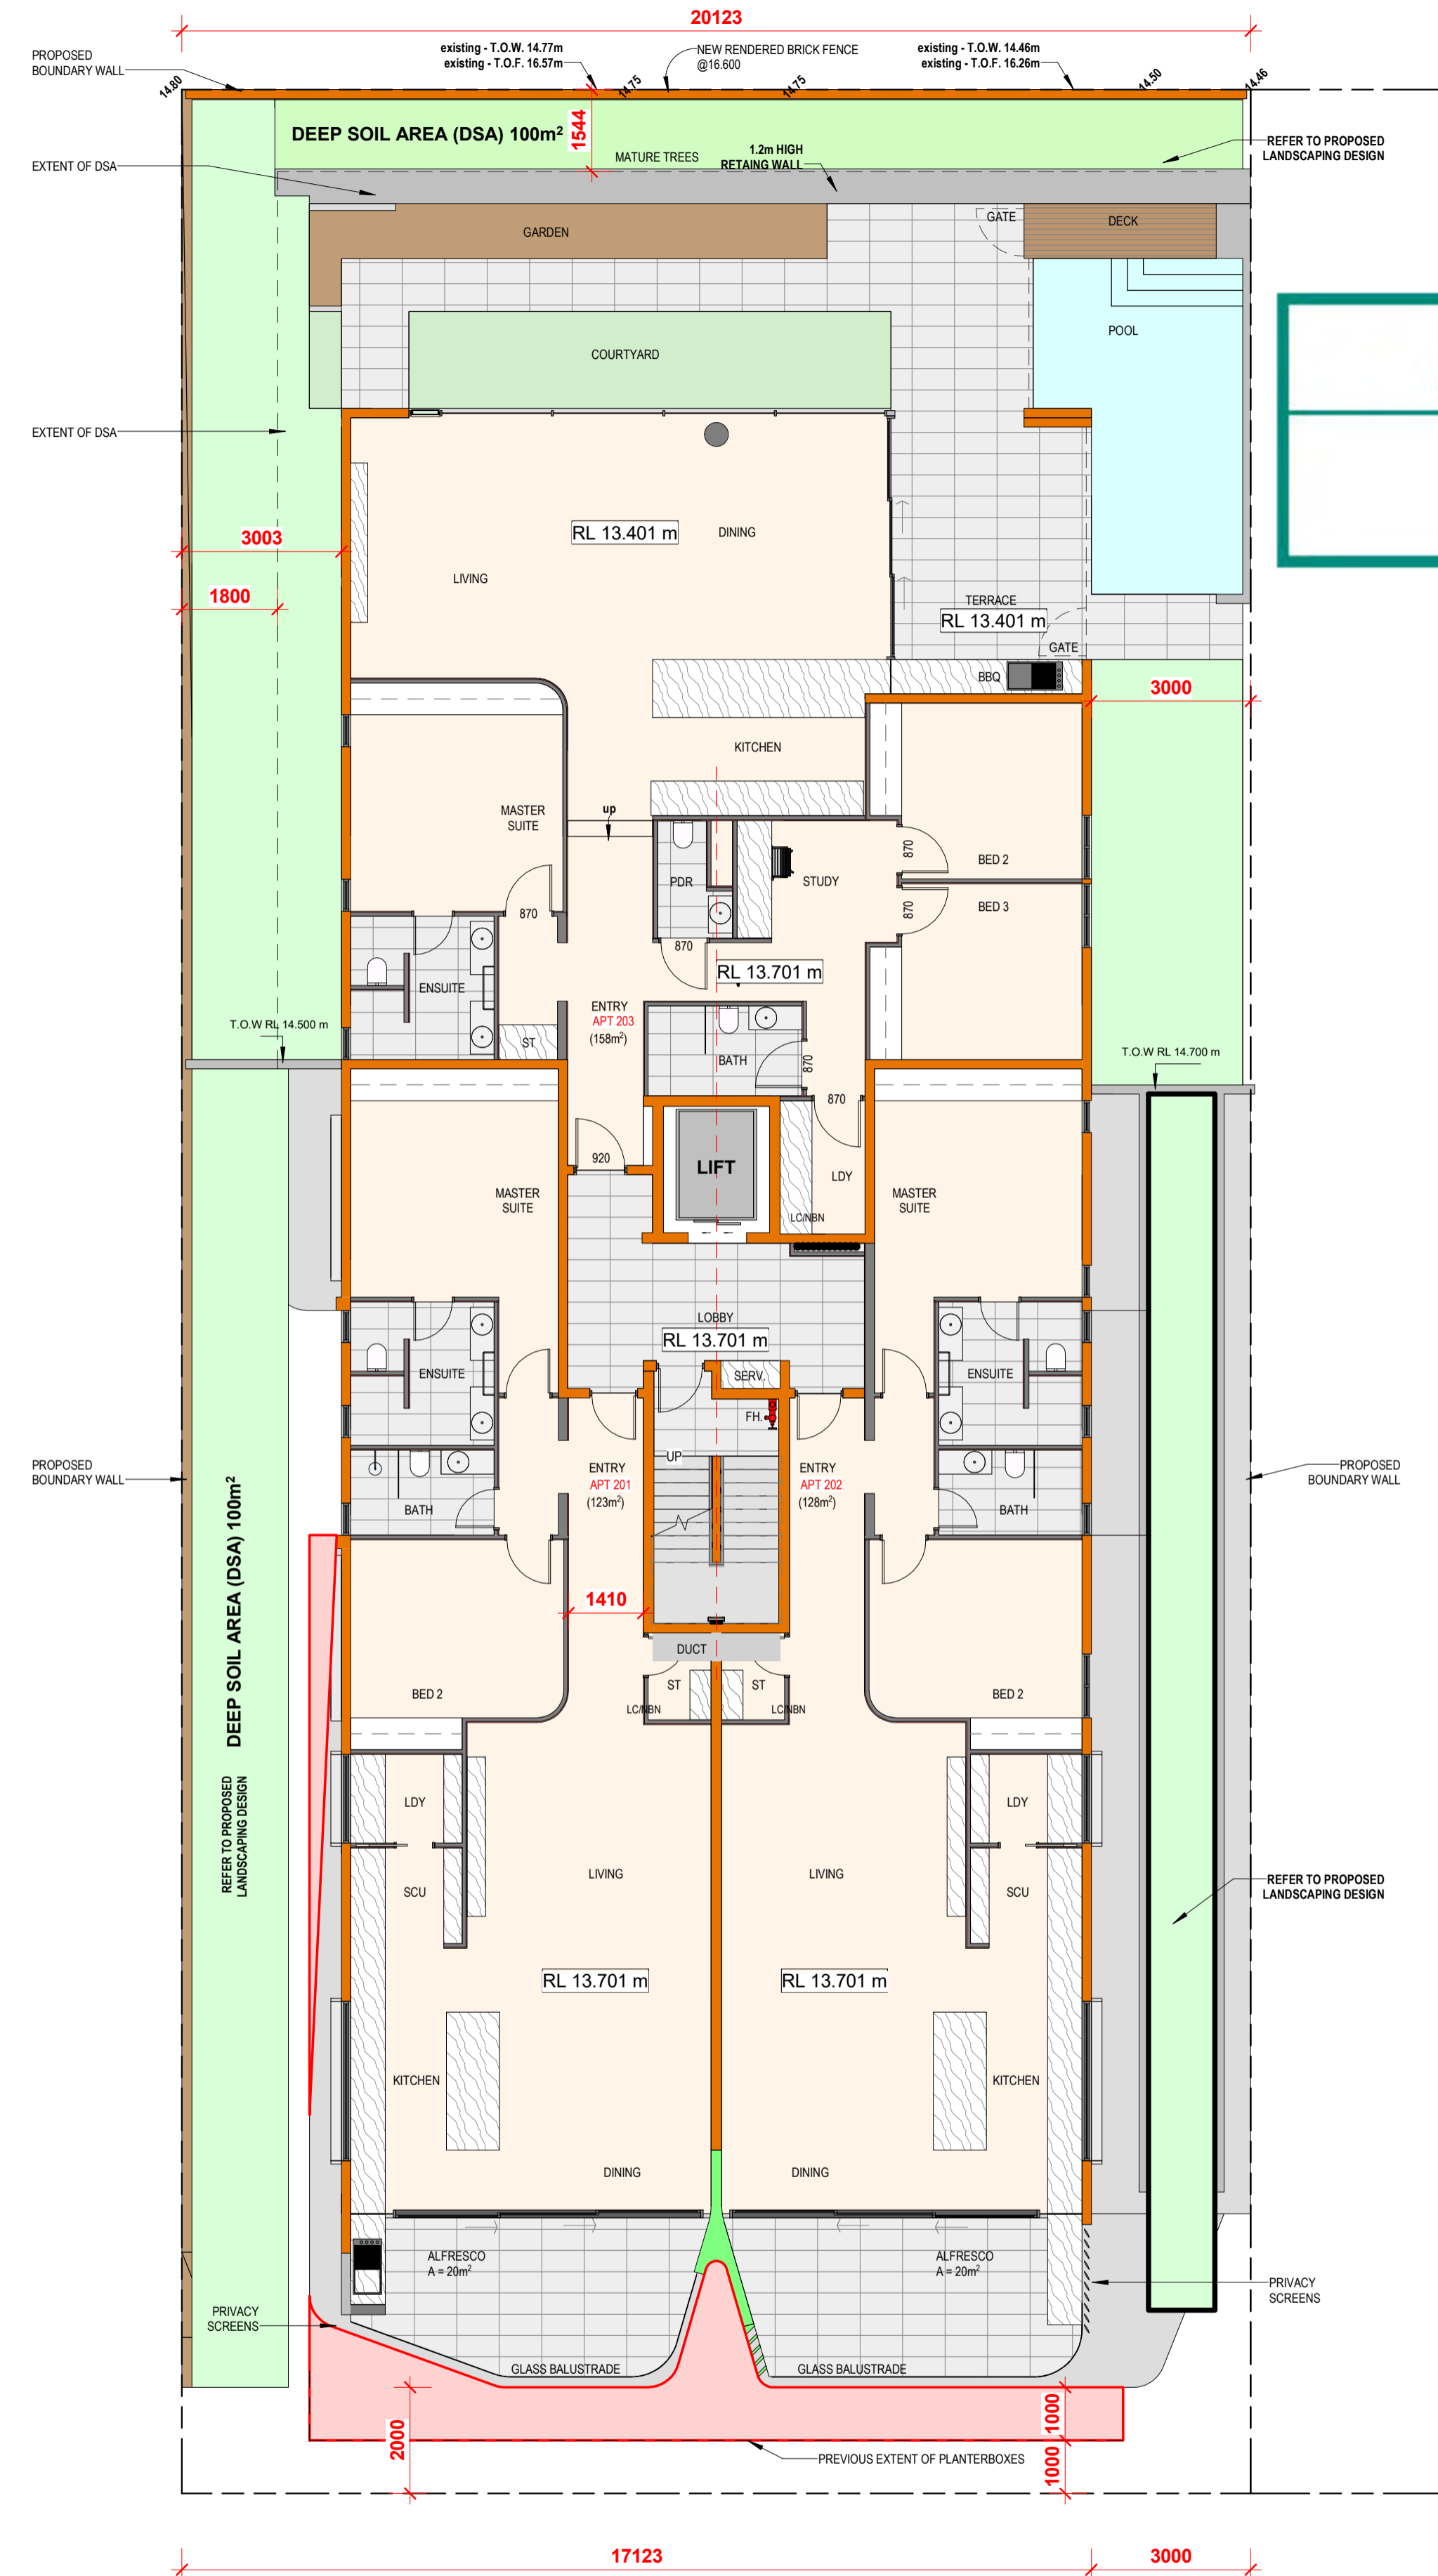 20123
PROPOSED
BOUNDARY WALL
existing - T.O.W. 14.77m
existing - T.O.F. 16.57m
NEW RENDERED BRICK FENCE
@16.600
existing - T.O.W. 14.46m
existing - T.O.F. 16.26m
14.80
14.75
14.75
14.50
14.46
DEEP SOIL AREA (DSA) 100m²
1544
MATURE TREES
1.2m HIGH
RETAING WALL
REFER TO PROPOSED
LANDSCAPING DESIGN
EXTENT OF DSA
GARDEN
GATE
DECK
POOL
COURTYARD
EXTENT OF DSA
3003
RL 13.401 m
DINING
LIVING
1800
TERRACE
RL 13.401 m
GATE
BBQ
3000
KITCHEN
MASTER
SUITE
up
870
BED 2
PDR
STUDY
870
BED 3
870
870
RL 13.701 m
ENSUITE
ENTRY
APT 203
(158m²)
T.O.W RL 14.500 m
ST
BATH
870
T.O.W RL 14.700 m
870
920
LIFT
LDY
MASTER
SUITE
MASTER
SUITE
LC/NBN
LOBBY
RL 13.701 m
ENSUITE
SERV.
ENSUITE
FH.
UP
PROPOSED
BOUNDARY WALL
ENTRY
APT 201
(123m²)
ENTRY
APT 202
(128m²)
PROPOSED
BOUNDARY WALL
BATH
BATH
DEEP SOIL AREA (DSA) 100m²
1410
DUCT
ST
ST
BED 2
BED 2
LC/NBN
LC/NBN
REFER TO PROPOSED
LANDSCAPING DESIGN
LDY
LDY
LIVING
LIVING
REFER TO PROPOSED
LANDSCAPING DESIGN
SCU
SCU
RL 13.701 m
RL 13.701 m
KITCHEN
KITCHEN
DINING
DINING
ALFRESCO
A = 20m²
ALFRESCO
A = 20m²
PRIVACY
SCREENS
PRIVACY
SCREENS
GLASS BALUSTRADE
GLASS BALUSTRADE
2000
1000
PREVIOUS EXTENT OF PLANTERBOXES
1000
17123
3000